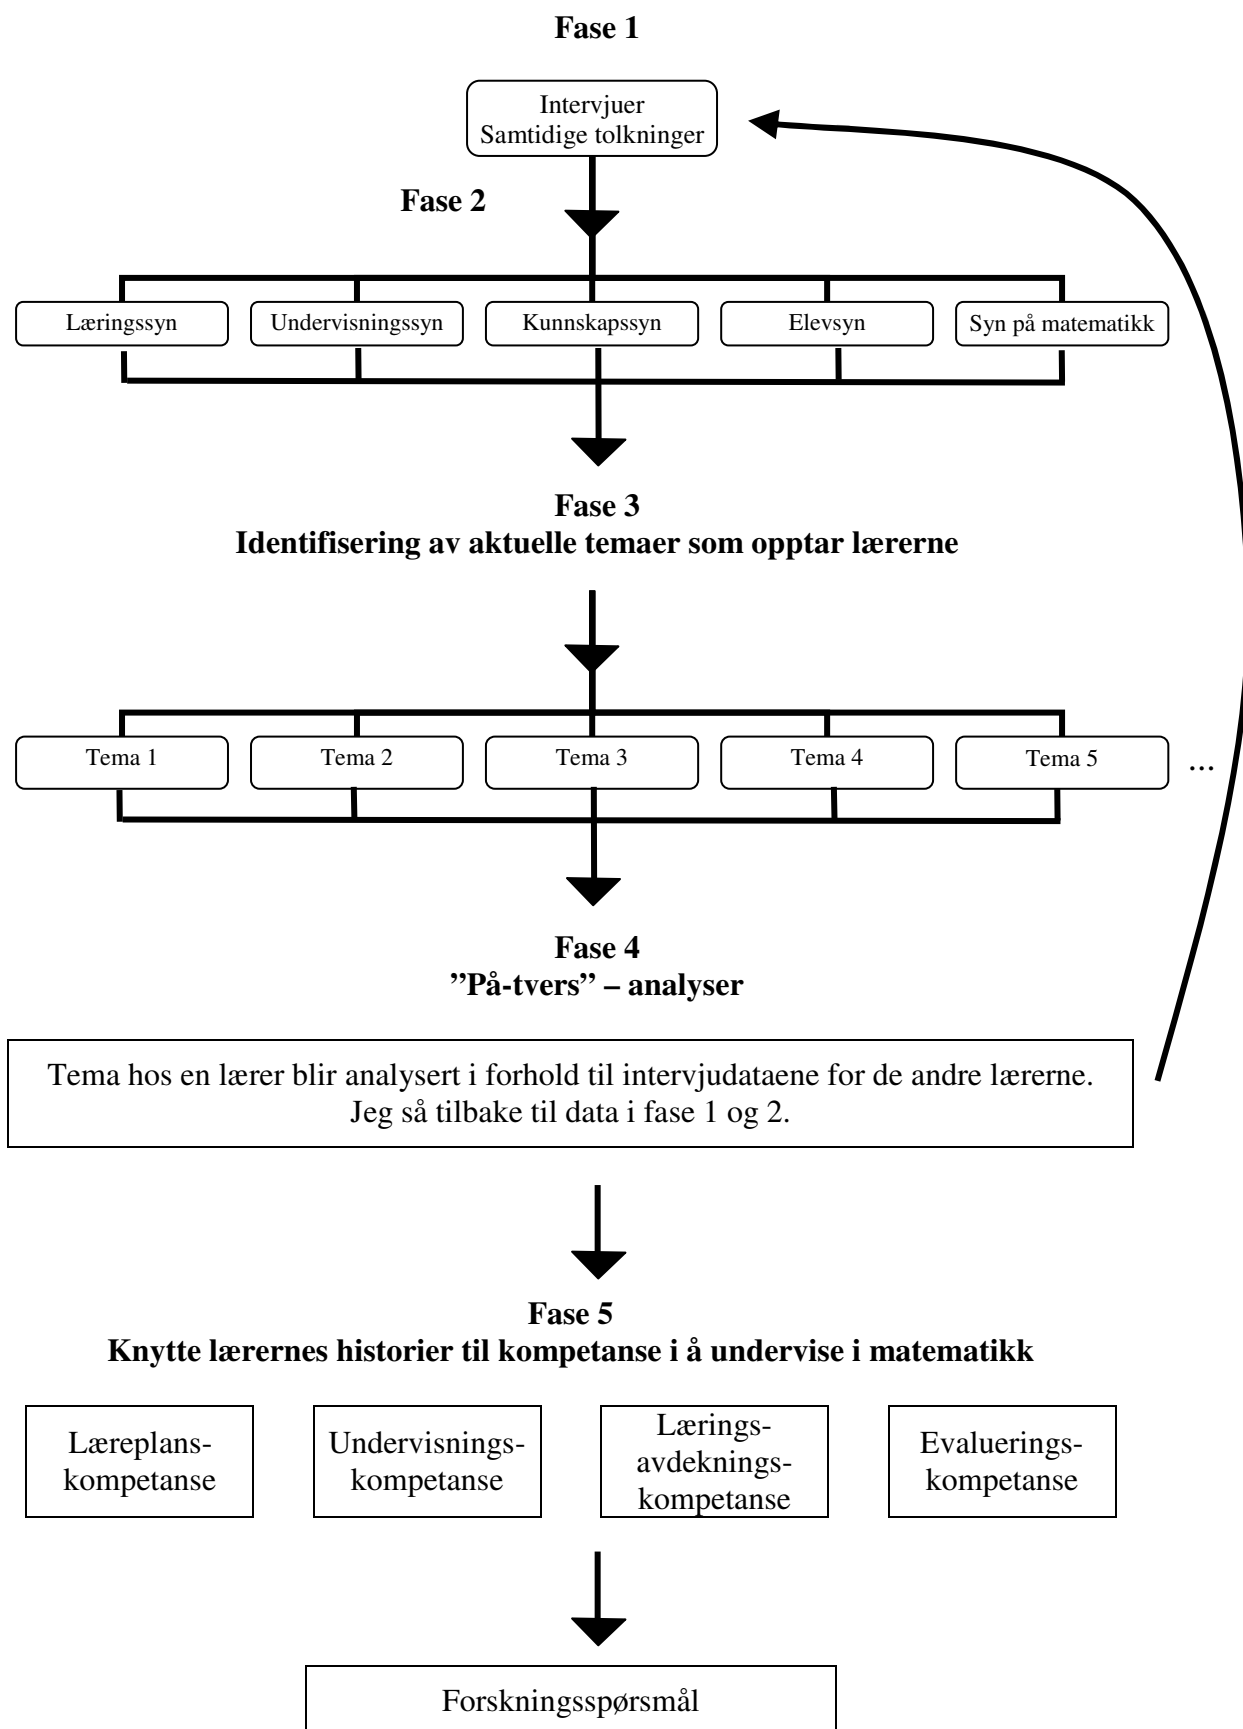 Fase 1
Intervjuer
Samtidige tolkninger
Fase 2
Læringssyn
Undervisningssyn
Kunnskapssyn
Elevsyn
Syn på matematikk
Fase 3
Identifisering av aktuelle temaer som opptar lærerne
Tema 1
Tema 2
Tema 3
Tema 4
Tema 5
...
Fase 4
”På-tvers” – analyser
Tema hos en lærer blir analysert i forhold til intervjudataene for de andre lærerne.
Jeg så tilbake til data i fase 1 og 2.
Fase 5
Knytte lærernes historier til kompetanse i å undervise i matematikk
Læreplans-
kompetanse
Undervisnings-
kompetanse
Lærings-
avdeknings-
kompetanse
Evaluerings-
kompetanse
Forskningsspørsmål